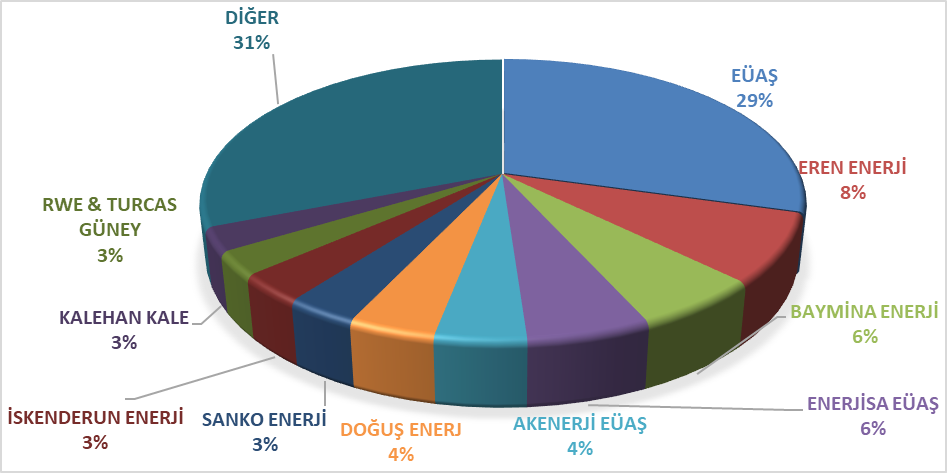 DİĞER
31%
EÜAŞ
29%
EREN ENERJİ
8%
BAYMİNA ENERJİ
6%
ENERJİSA EÜAŞ
6%
AKENERJİ EÜAŞ
4%
DOĞUŞ ENERJ
4%
SANKO ENERJİ
3%
İSKENDERUN ENERJİ
3%
KALEHAN KALE
3%
RWE & TURCAS
GÜNEY
3%